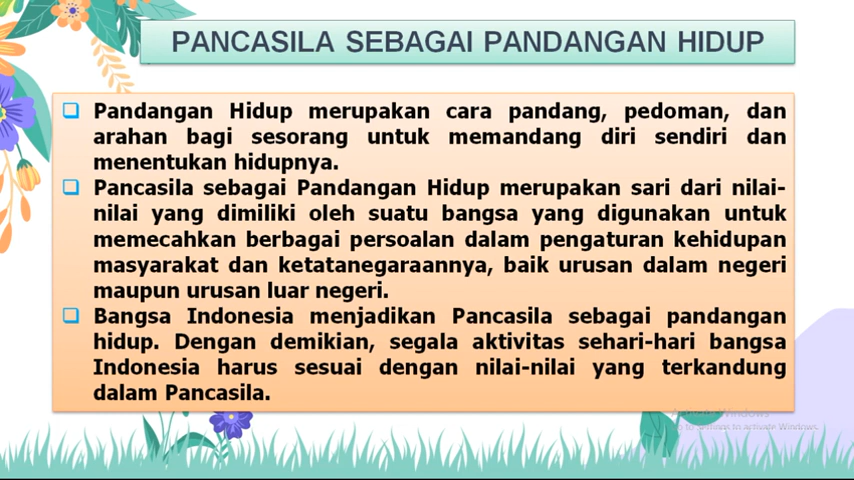 PANCASILA SEBAGAI PANDANGAN HIDUP
Pandangan Hidup merupakan cara pandang, pedoman, dan
arahan bagi sesorang untuk memandang diri sendiri dan
menentukan hidupnya.
Pancasila sebagai Pandangan Hidup merupakan sari dari nilai-
nilai yang dimiliki oleh suatu bangsa yang digunakan untuk
memecahkan berbagai persoalan dalam pengaturan kehidupan
masyarakat dan ketatanegaraannya, baik urusan dalam negeri
maupun urusan luar negeri.
Bangsa Indonesia menjadikan Pancasila sebagai pandangan
hidup. Dengan demikian, segala aktivitas sehari-hari bangsa
Indonesia harus sesuai dengan nilai-nilai yang terkandung
dalam Pancasila.
Windows
to activate Windows.